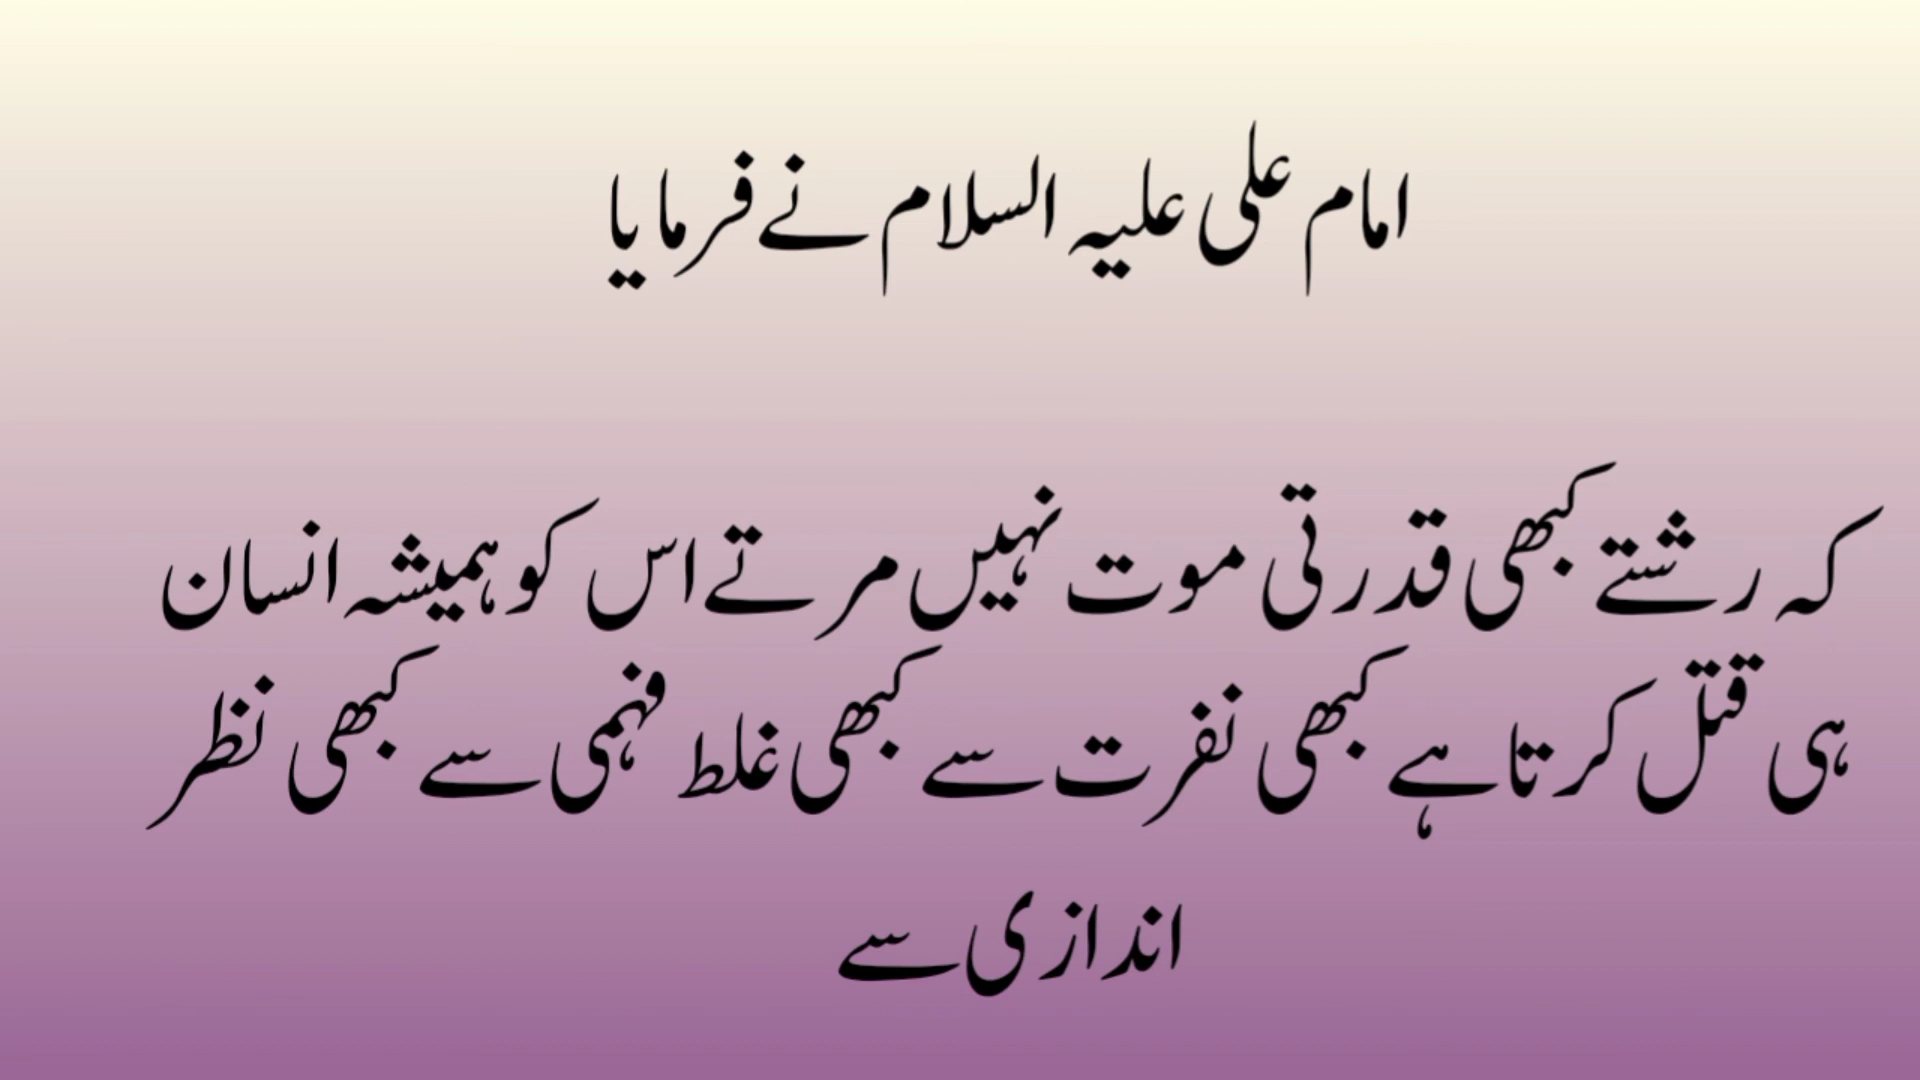 امام علی علیہ السلام نے فرمایا
کہ رشتے کبھی قدرتی موت نہیں مرتے اس کو ہمیشہ انسان
ہی قتل کرتا ہے کبھی نفرت سے کبھی غلط فہمی سے کبھی نظر
اندازی سے